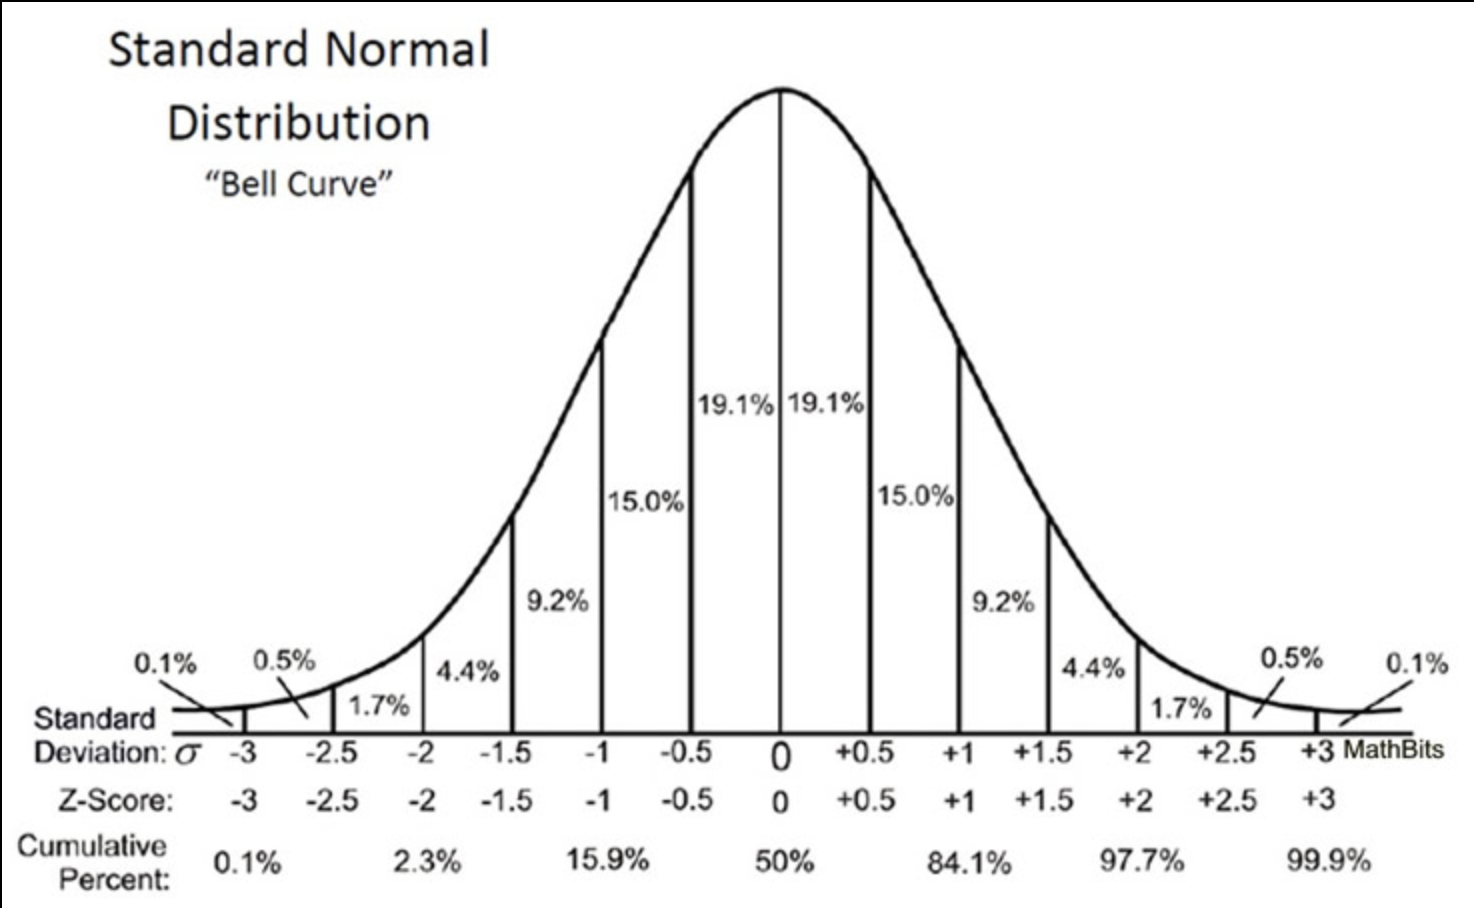 Standard Normal
Distribution
“Bell Curve”
19.1% 19.1%
15.0% 15.0%
9.2% 9.2%
0.1% 0.5% 4.4% 4.4% 0.5% 0.1%
1.7% 1.7%
Standard
Deviation: σ -3 -2.5 -2 -1.5 -1 -0.5 0 +0.5 +1 +1.5 +2 +2.5 +3 MathBits
Z-Score: -3 -2.5 -2 -1.5 -1 -0.5 0 +0.5 +1 +1.5 +2 +2.5 +3
Cumulative
Percent: 0.1% 2.3% 15.9% 50% 84.1% 97.7% 99.9%